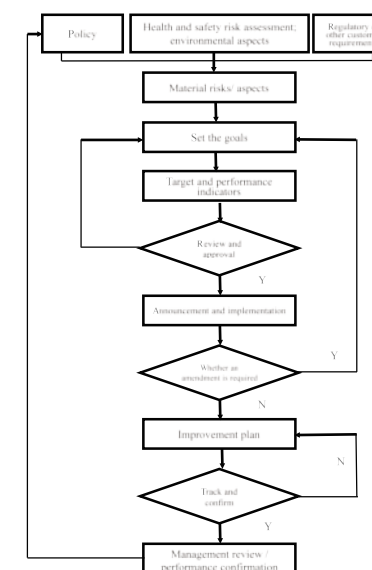 Policy
Health and safety risk assessment;
environmental aspects
Regulatory
other custom
requirement
Material risks/ aspects
Set the goals
Target and performance
indicators
Review and
approval
Y
Announcement and implementation
Whether an
amendment is required
Y
N
Improvement plan
N
Track and
confirm
Y
Management review /
performance confirmation